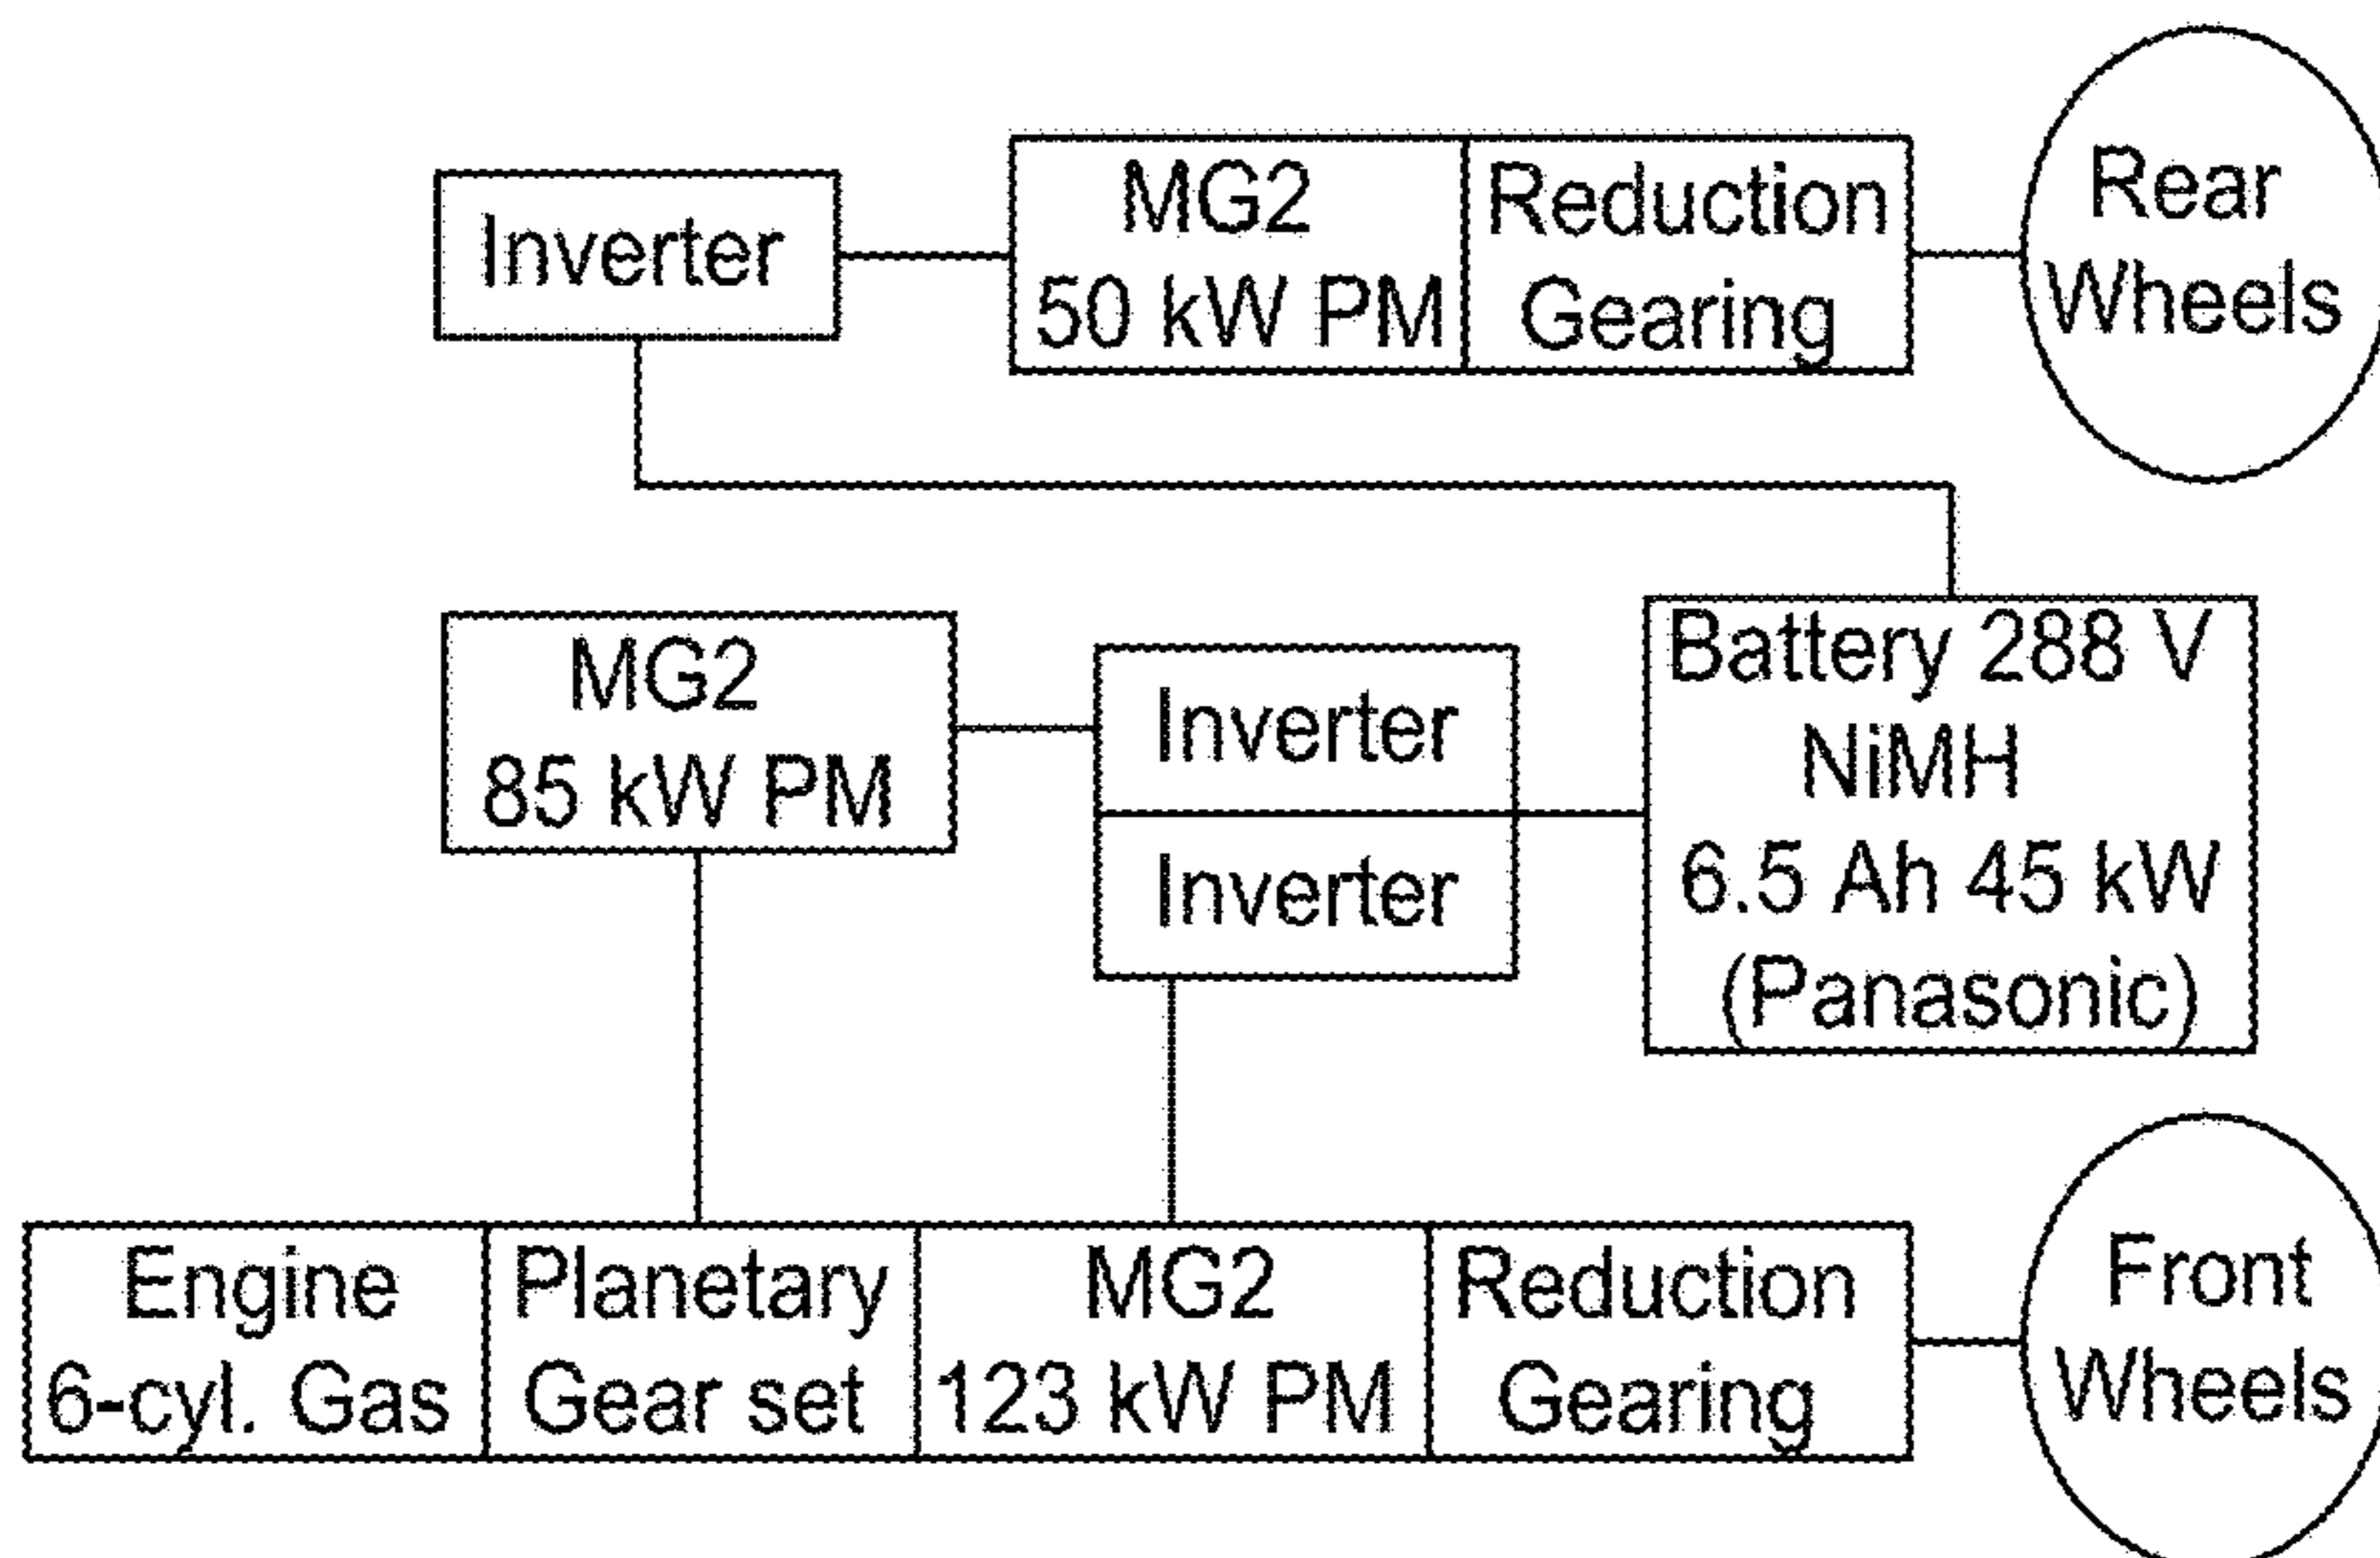 Inverter
MG2
50 kW PM
Reduction
Gearing
Rear
Wheels
MG2
85 kW PM
Inverter
Inverter
Battery 288 V
NiMH
6.5 Ah 45 kW
(Panasonic)
Engine
6-cyl. Gas
Planetary
Gear set
MG2
123 kW PM
Reduction
Gearing
Front
Wheels